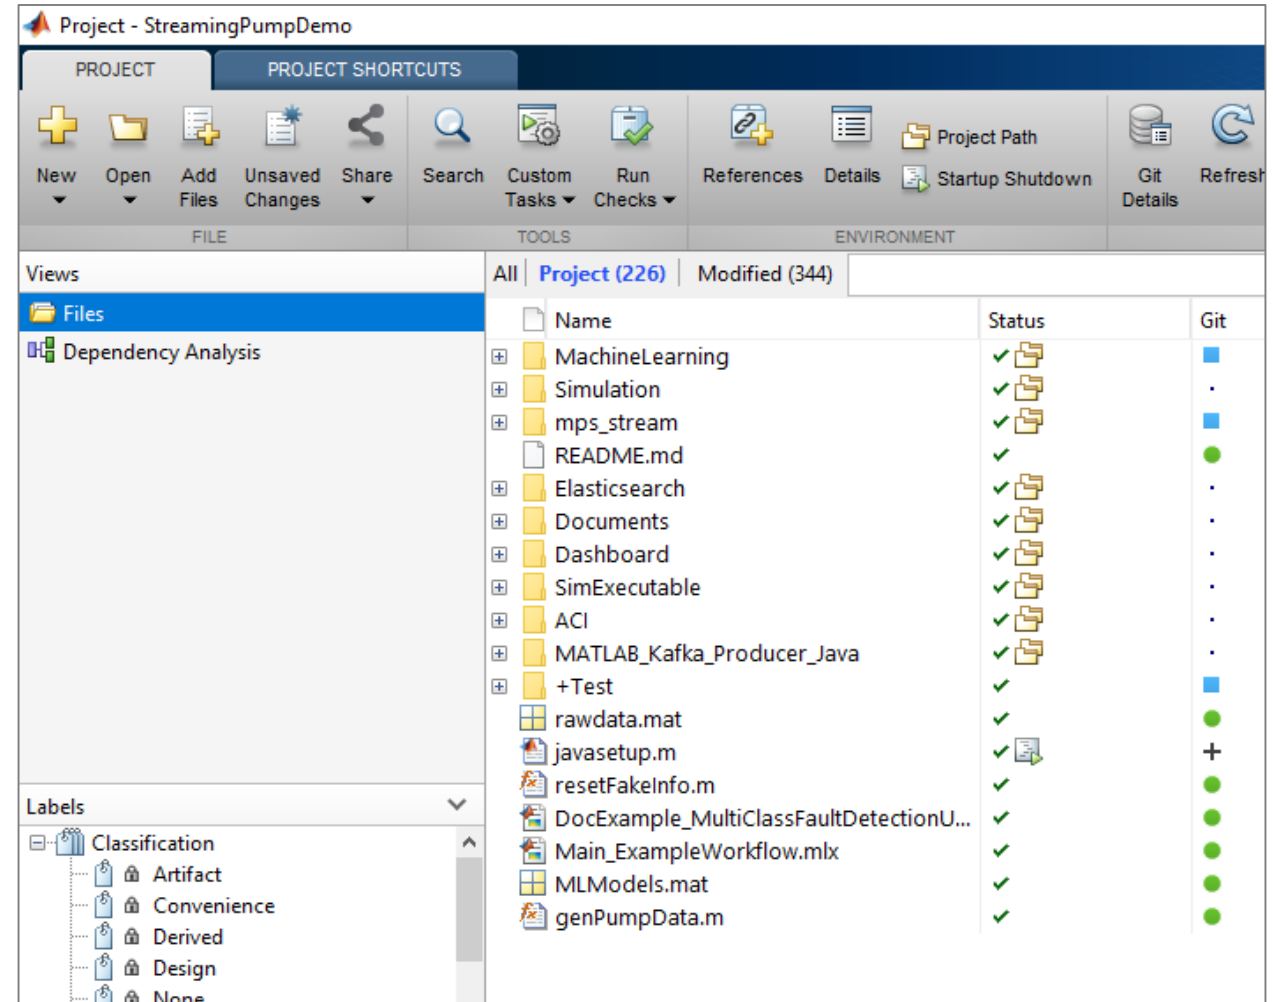 Project - StreamingPumpDemo
PROJECT
PROJECT SHORTCUTS
New
Open
Add Files
Unsaved Changes
Share
Search
Custom Tasks
Run Checks
References
Details
Project Path
Startup Shutdown
Git Details
Refresh
FILE
TOOLS
ENVIRONMENT
Views
Files
Dependency Analysis
All Project (226) Modified (344)
Name Status Git
MachineLearning
Simulation
mps_stream
README.md
Elasticsearch
Documents
Dashboard
SimExecutable
ACI
MATLAB_Kafka_Producer_Java
+Test
rawdata.mat
javasetup.m
resetFakeInfo.m
DocExample_MultiClassFaultDetectionU...
Main_ExampleWorkflow.mlx
MLModels.mat
genPumpData.m
Labels
Classification
Artifact
Convenience
Derived
Design
None